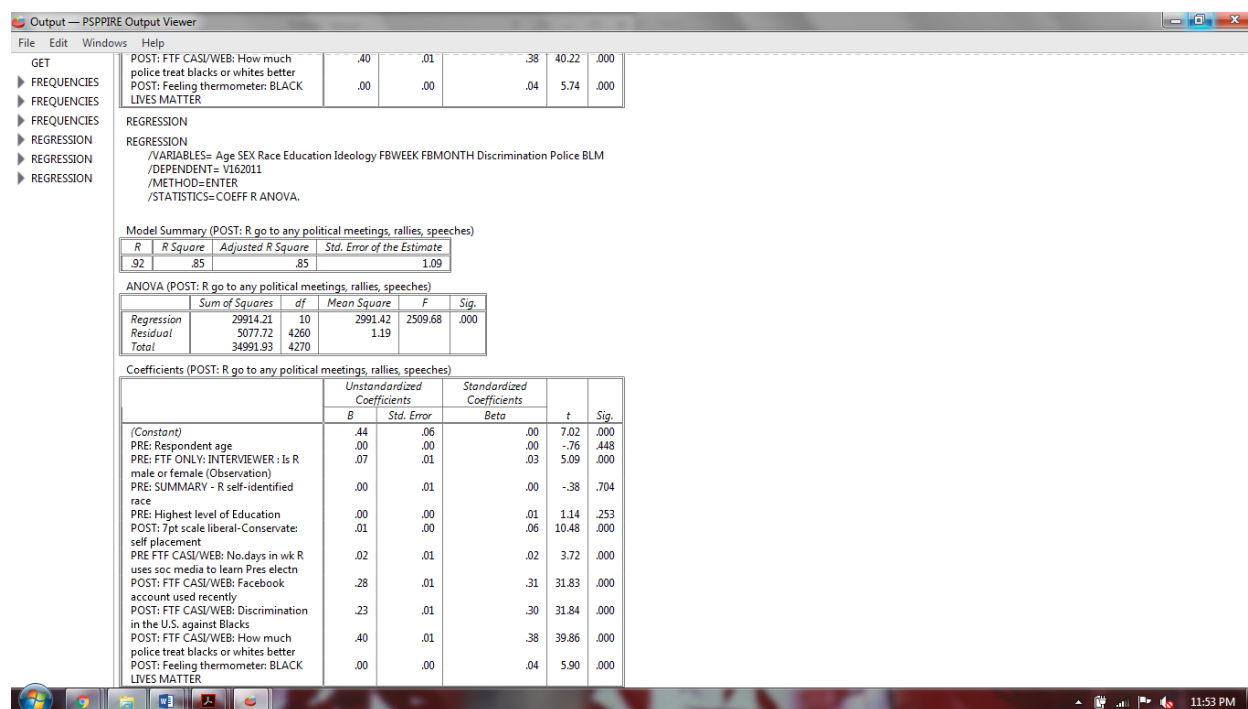 Output — PSPPIRE Output Viewer
File Edit Windows Help
GET
FREQUENCIES
FREQUENCIES
FREQUENCIES
REGRESSION
REGRESSION
REGRESSION
POST: FTF CASI/WEB: How much .40 .01 .38 40.22 .000
police treat blacks or whites better
POST: Feeling thermometer: BLACK .00 .00 .04 5.74 .000
LIVES MATTER
REGRESSION
REGRESSION
/VARIABLES= Age SEX Race Education Ideology FBWEEK FBMONTH Discrimination Police BLM
/DEPENDENT= V162011
/METHOD=ENTER
/STATISTICS=COEFF R ANOVA.
Model Summary (POST: R go to any political meetings, rallies, speeches)
R R Square Adjusted R Square Std. Error of the Estimate
.92 .85 .85 1.09
ANOVA (POST: R go to any political meetings, rallies, speeches)
Sum of Squares df Mean Square F Sig.
Regression 29914.21 10 2991.42 2509.68 .000
Residual 5077.72 4260 1.19
Total 34991.93 4270
Coefficients (POST: R go to any political meetings, rallies, speeches)
Unstandardized Standardized
Coefficients Coefficients
B Std. Error Beta t Sig.
(Constant) .44 .06 .00 7.02 .000
PRE: Respondent age .00 .00 .00 -.76 .448
PRE: FTF ONLY: INTERVIEWER : Is R .07 .01 .03 5.09 .000
male or female (Observation)
PRE: SUMMARY - R self-identified .00 .01 .00 -.38 .704
race
PRE: Highest level of Education .00 .00 .01 1.14 .253
POST: 7pt scale liberal-Conservate: .01 .00 .06 10.48 .000
self placement
PRE FTF CASI/WEB: No.days in wk R .02 .01 .02 3.72 .000
uses soc media to learn Pres electn
POST: FTF CASI/WEB: Facebook .28 .01 .31 31.83 .000
account used recently
POST: FTF CASI/WEB: Discrimination .23 .01 .30 31.84 .000
in the U.S. against Blacks
POST: FTF CASI/WEB: How much .40 .01 .38 39.86 .000
police treat blacks or whites better
POST: Feeling thermometer: BLACK .00 .00 .04 5.90 .000
LIVES MATTER
11:53 PM